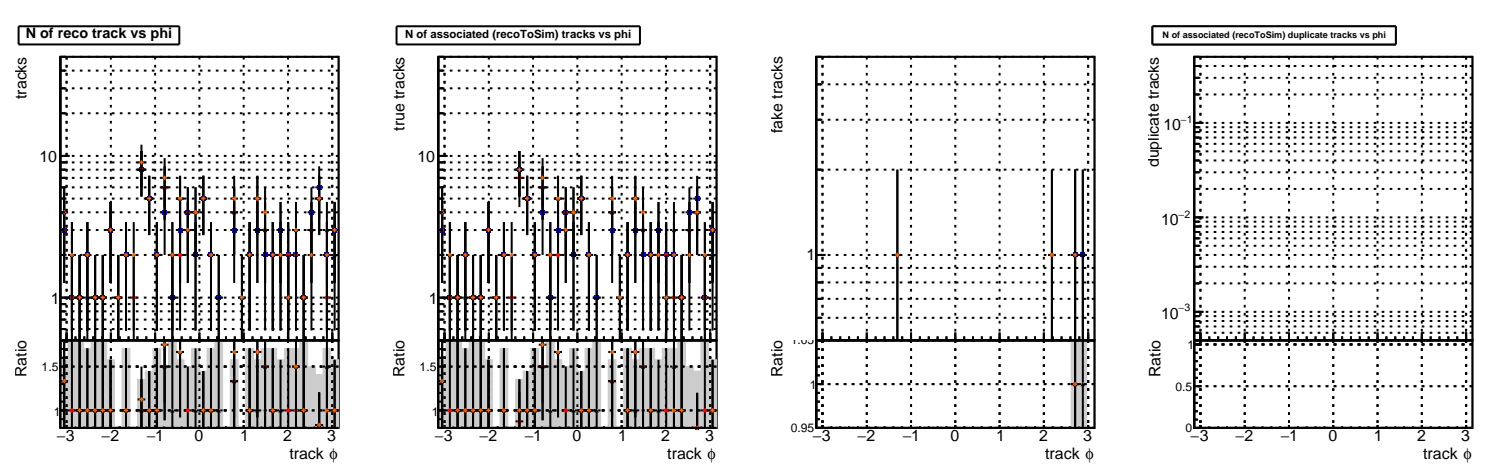 N of reco track vs phi
tracks
10
1
Ratio
1.5
1
−3 −2 −1 0 1 2 3
track ϕ
N of associated (recoToSim) tracks vs phi
true tracks
10
1
Ratio
1.5
1
−3 −2 −1 0 1 2 3
track ϕ
fake tracks
1
Ratio
1.05
1
0.95
−3 −2 −1 0 1 2 3
track ϕ
N of associated (recoToSim) duplicate tracks vs phi
duplicate tracks
10⁻¹
10⁻²
10⁻³
Ratio
1
0.5
0
−3 −2 −1 0 1 2 3
track ϕ